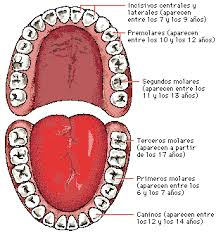 Incisivos centrales y
laterales (aparecen
entre los 7 y los 9 años)
Premolares (aparecen
entre los 10 y los 12 años)
Segundos molares
(aparecen entre los
11 y los 13 años)
Terceros molares
(aparecen a partir
de los 17 años)
Primeros molares
(aparecen entre los
6 y los 7 años)
Caninos (aparecen entre
los 12 y los 14 años)